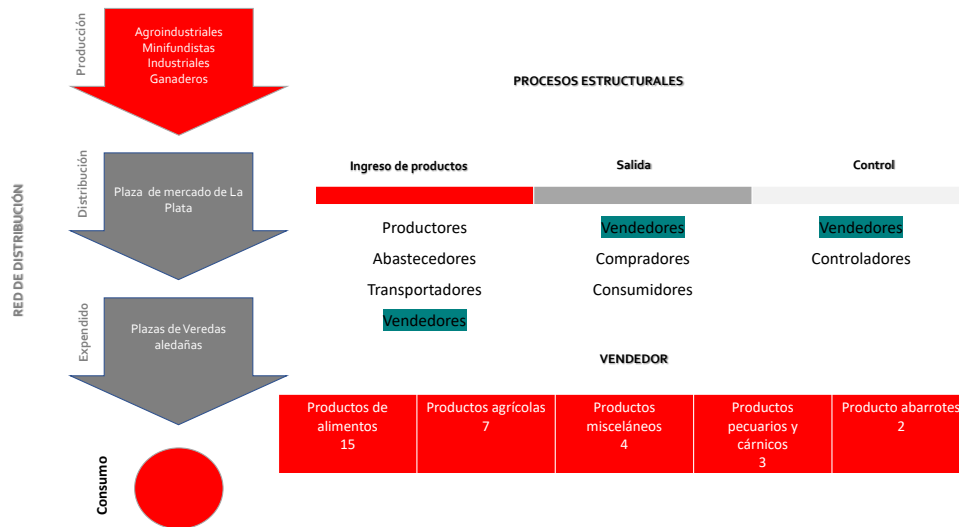 RED DE DISTRIBUCIÓN
Producción
Agroindustriales
Minifundistas
Industriales
Ganaderos
Distribución
Plaza de mercado de La
Plata
Expendido
Plazas de Veredas
aledañas
Consumo
PROCESOS ESTRUCTURALES
Ingreso de productos
Productores
Abastecedores
Transportadores
Vendedores
Salida
Vendedores
Compradores
Consumidores
Control
Vendedores
Controladores
VENDEDOR
Productos de
alimentos
15
Productos agrícolas
7
Productos
misceláneos
4
Productos
pecuarios y
cárnicos
3
Producto abarrotes
2